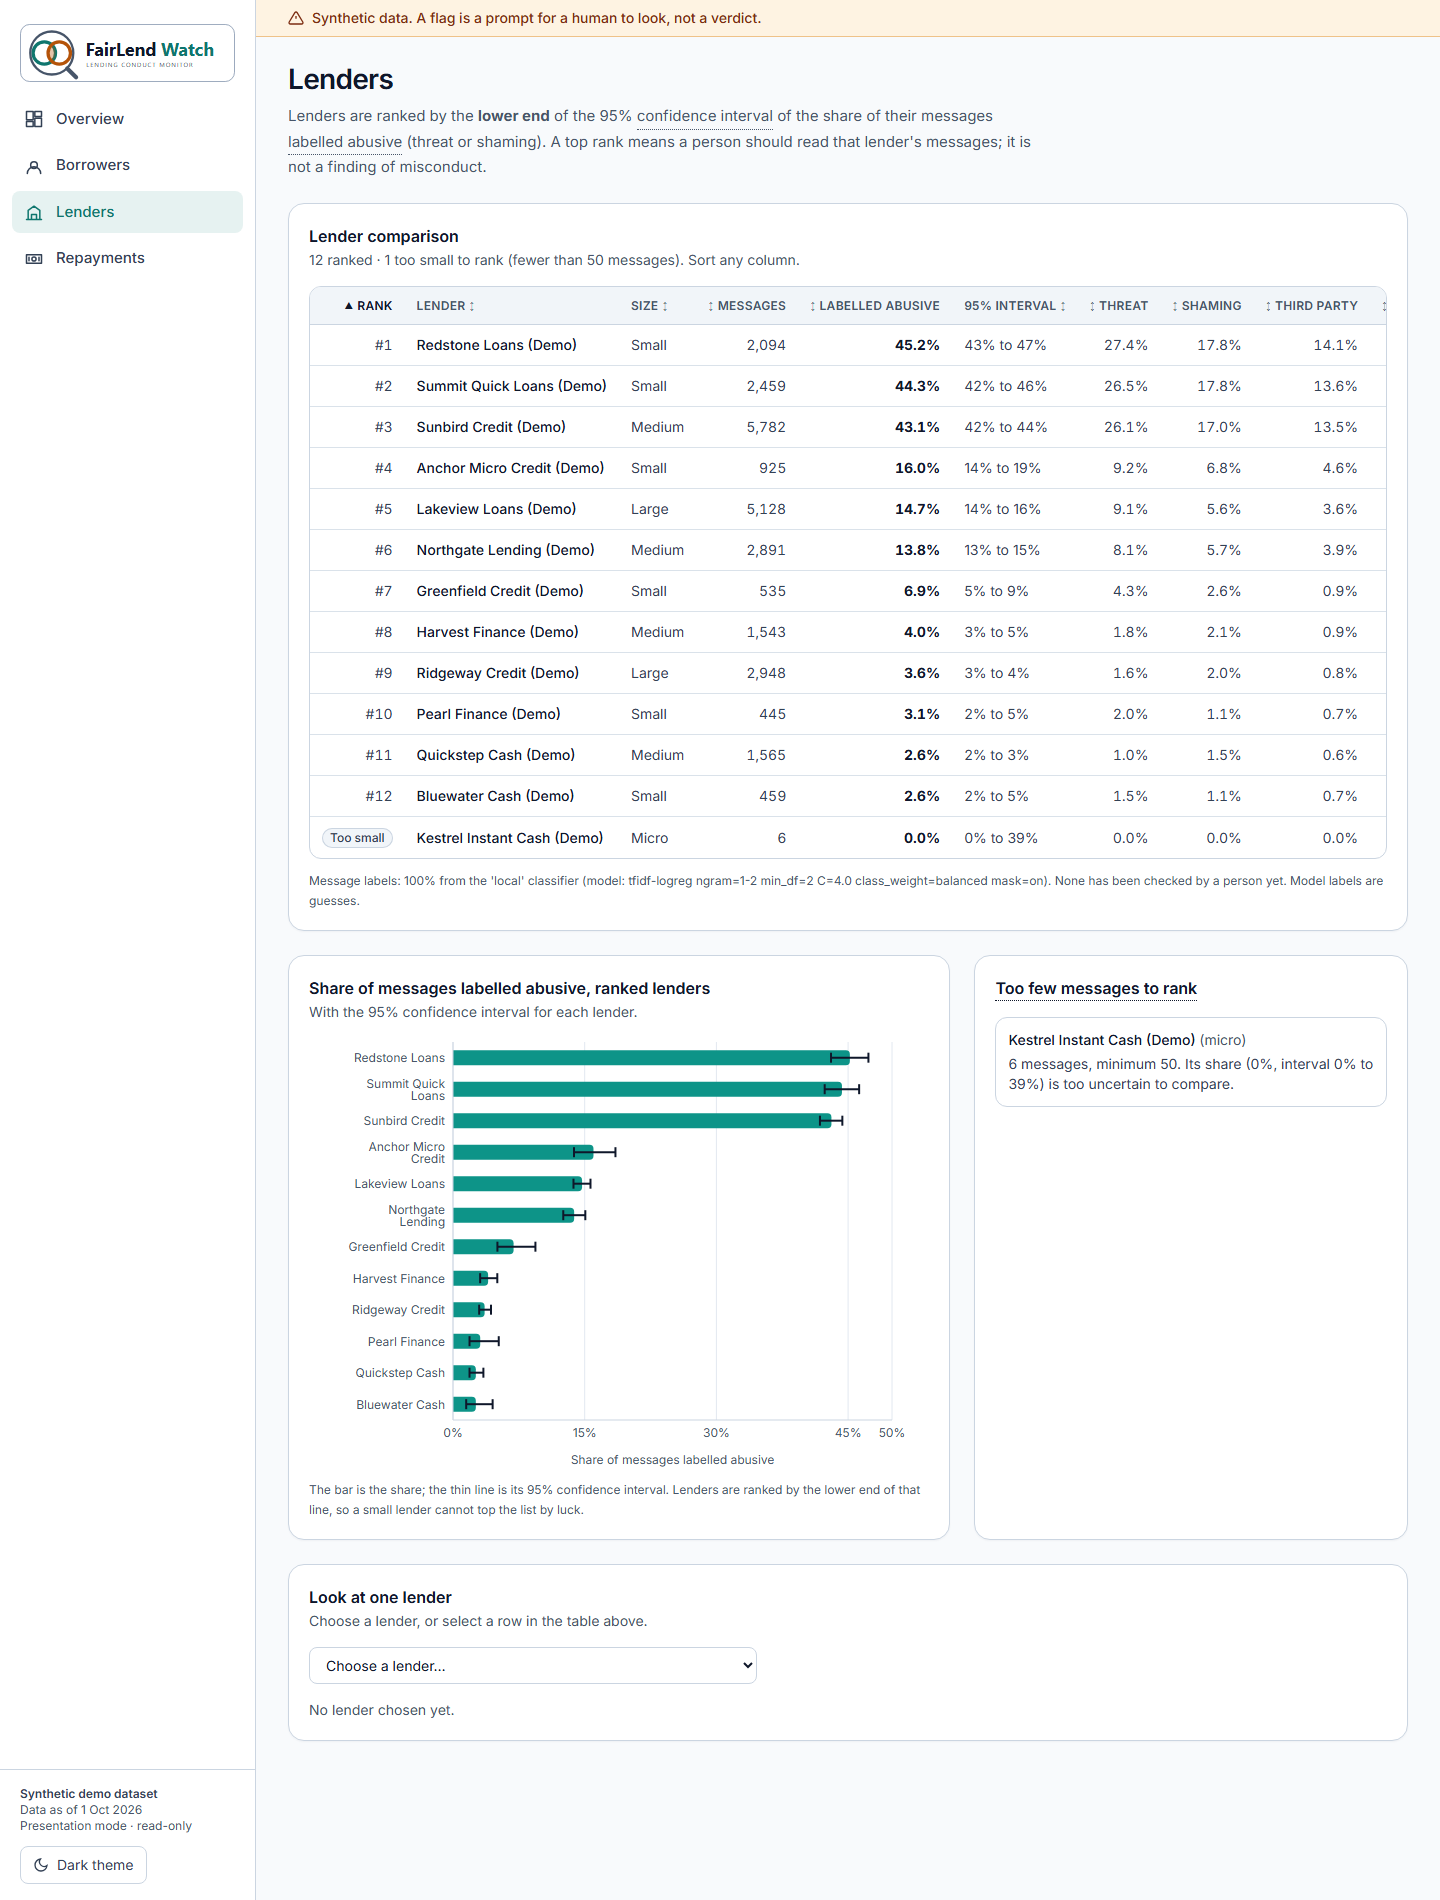 FairLend Watch
LENDING CONDUCT MONITOR
Overview
Borrowers
Lenders
Repayments
Synthetic demo dataset
Data as of 1 Oct 2026
Presentation mode · read-only
Dark theme
Synthetic data. A flag is a prompt for a human to look, not a verdict.
Lenders
Lenders are ranked by the lower end of the 95% confidence interval of the share of their messages
labelled abusive (threat or shaming). A top rank means a person should read that lender's messages; it is
not a finding of misconduct.
Lender comparison
12 ranked · 1 too small to rank (fewer than 50 messages). Sort any column.
▲ RANK LENDER ↕ SIZE ↕ ↕ MESSAGES ↕ LABELLED ABUSIVE 95% INTERVAL ↕ ↕ THREAT ↕ SHAMING ↕ THIRD PARTY ↕
#1 Redstone Loans (Demo) Small 2,094 45.2% 43% to 47% 27.4% 17.8% 14.1%
#2 Summit Quick Loans (Demo) Small 2,459 44.3% 42% to 46% 26.5% 17.8% 13.6%
#3 Sunbird Credit (Demo) Medium 5,782 43.1% 42% to 44% 26.1% 17.0% 13.5%
#4 Anchor Micro Credit (Demo) Small 925 16.0% 14% to 19% 9.2% 6.8% 4.6%
#5 Lakeview Loans (Demo) Large 5,128 14.7% 14% to 16% 9.1% 5.6% 3.6%
#6 Northgate Lending (Demo) Medium 2,891 13.8% 13% to 15% 8.1% 5.7% 3.9%
#7 Greenfield Credit (Demo) Small 535 6.9% 5% to 9% 4.3% 2.6% 0.9%
#8 Harvest Finance (Demo) Medium 1,543 4.0% 3% to 5% 1.8% 2.1% 0.9%
#9 Ridgeway Credit (Demo) Large 2,948 3.6% 3% to 4% 1.6% 2.0% 0.8%
#10 Pearl Finance (Demo) Small 445 3.1% 2% to 5% 2.0% 1.1% 0.7%
#11 Quickstep Cash (Demo) Medium 1,565 2.6% 2% to 3% 1.0% 1.5% 0.6%
#12 Bluewater Cash (Demo) Small 459 2.6% 2% to 5% 1.5% 1.1% 0.7%
Too small Kestrel Instant Cash (Demo) Micro 6 0.0% 0% to 39% 0.0% 0.0% 0.0%
Message labels: 100% from the 'local' classifier (model: tfidf-logreg ngram=1-2 min_df=2 C=4.0 class_weight=balanced mask=on). None has been checked by a person yet. Model labels are
guesses.
Share of messages labelled abusive, ranked lenders
With the 95% confidence interval for each lender.
Redstone Loans
Summit Quick
Loans
Sunbird Credit
Anchor Micro
Credit
Lakeview Loans
Northgate
Lending
Greenfield Credit
Harvest Finance
Ridgeway Credit
Pearl Finance
Quickstep Cash
Bluewater Cash
0% 15% 30% 45% 50%
Share of messages labelled abusive
The bar is the share; the thin line is its 95% confidence interval. Lenders are ranked by the lower end of that
line, so a small lender cannot top the list by luck.
Too few messages to rank
Kestrel Instant Cash (Demo) (micro)
6 messages, minimum 50. Its share (0%, interval 0% to
39%) is too uncertain to compare.
Look at one lender
Choose a lender, or select a row in the table above.
Choose a lender...
No lender chosen yet.